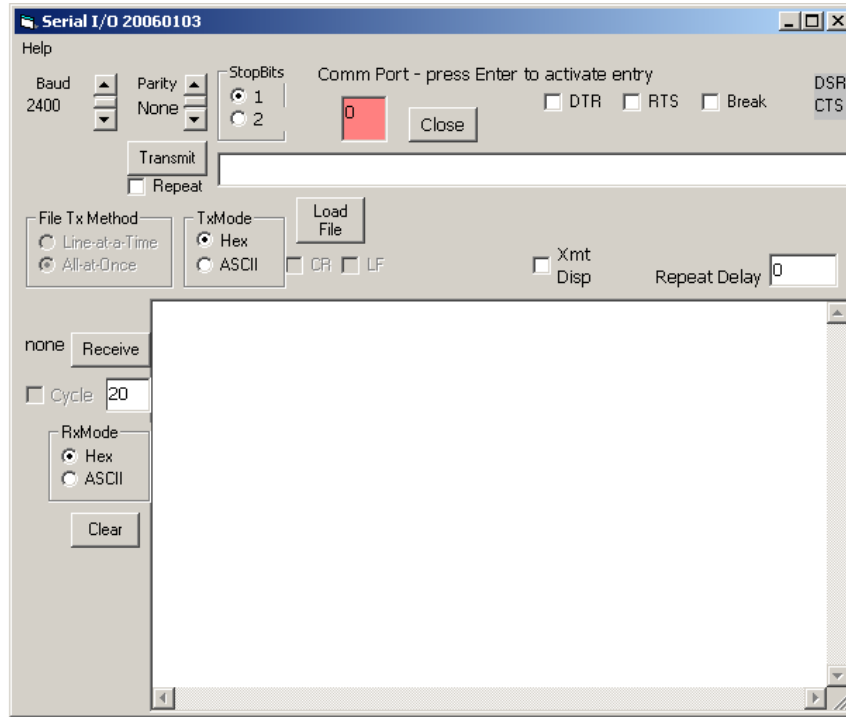 Serial I/O 20060103
Help
Baud
2400
Parity
None
StopBits
1
2
Comm Port - press Enter to activate entry
0
Close
DTR
RTS
Break
DSR
CTS
Transmit
Repeat
File Tx Method
Line-at-a-Time
All-at-Once
TxMode
Hex
ASCII
Load
File
CR
LF
Xmt
Disp
Repeat Delay
0
none
Receive
Cycle
20
RxMode
Hex
ASCII
Clear